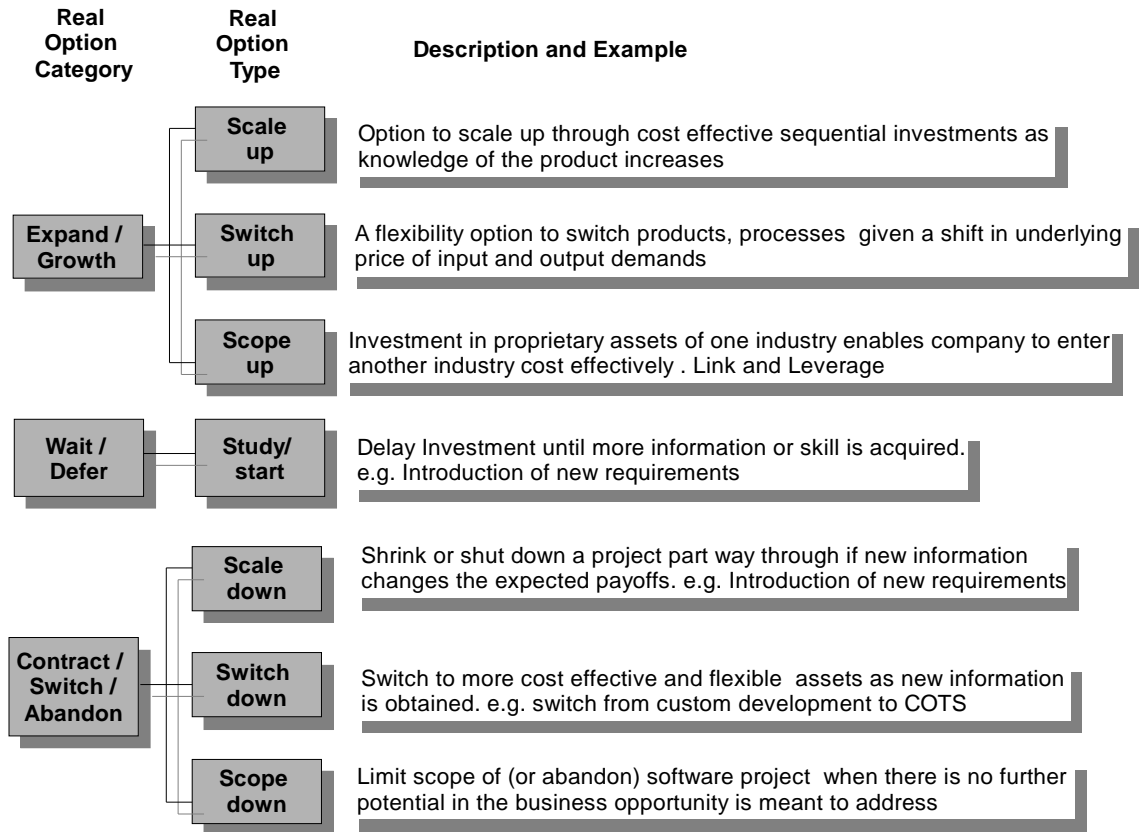 Real
Option
Category
Real
Option
Type
Description and Example
Scale
up
Option to scale up through cost effective sequential investments as
knowledge of the product increases
Expand /
Growth
Switch
up
A flexibility option to switch products, processes  given a shift in underlying
price of input and output demands
Scope
up
Investment in proprietary assets of one industry enables company to enter
another industry cost effectively . Link and Leverage
Wait /
Defer
Study/
start
Delay Investment until more information or skill is acquired.
e.g. Introduction of new requirements
Scale
down
Shrink or shut down a project part way through if new information
changes the expected payoffs. e.g. Introduction of new requirements
Contract /
Switch /
Abandon
Switch
down
Switch to more cost effective and flexible  assets as new information
is obtained. e.g. switch from custom development to COTS
Scope
down
Limit scope of (or abandon) software project  when there is no further
potential in the business opportunity is meant to address